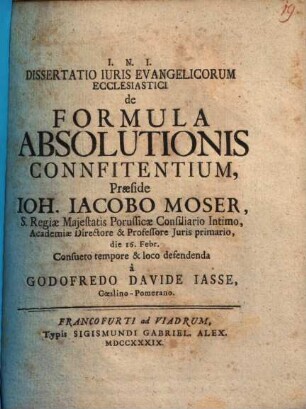 19
I. N. I.
DISSERTATIO IURIS EVANGELICORUM
ECCLESIASTICI
de
FORMULA
ABSOLUTIONIS
CONNFITENTIUM,
Præside
IOH. IACOBO MOSER,
S. Regiæ Majestatis Porussicæ Consiliario Intimo,
Academiæ Directore & Professore Juris primario,
die 16. Febr.
Consueto tempore & loco defendenda
à
GODOFREDO DAVIDE IASSE,
Cœslino-Pomerano.
FRANCOFURTI ad VIADRUM,
Typis SIGISMUNDI GABRIEL. ALEX.
MDCCXXXIX.